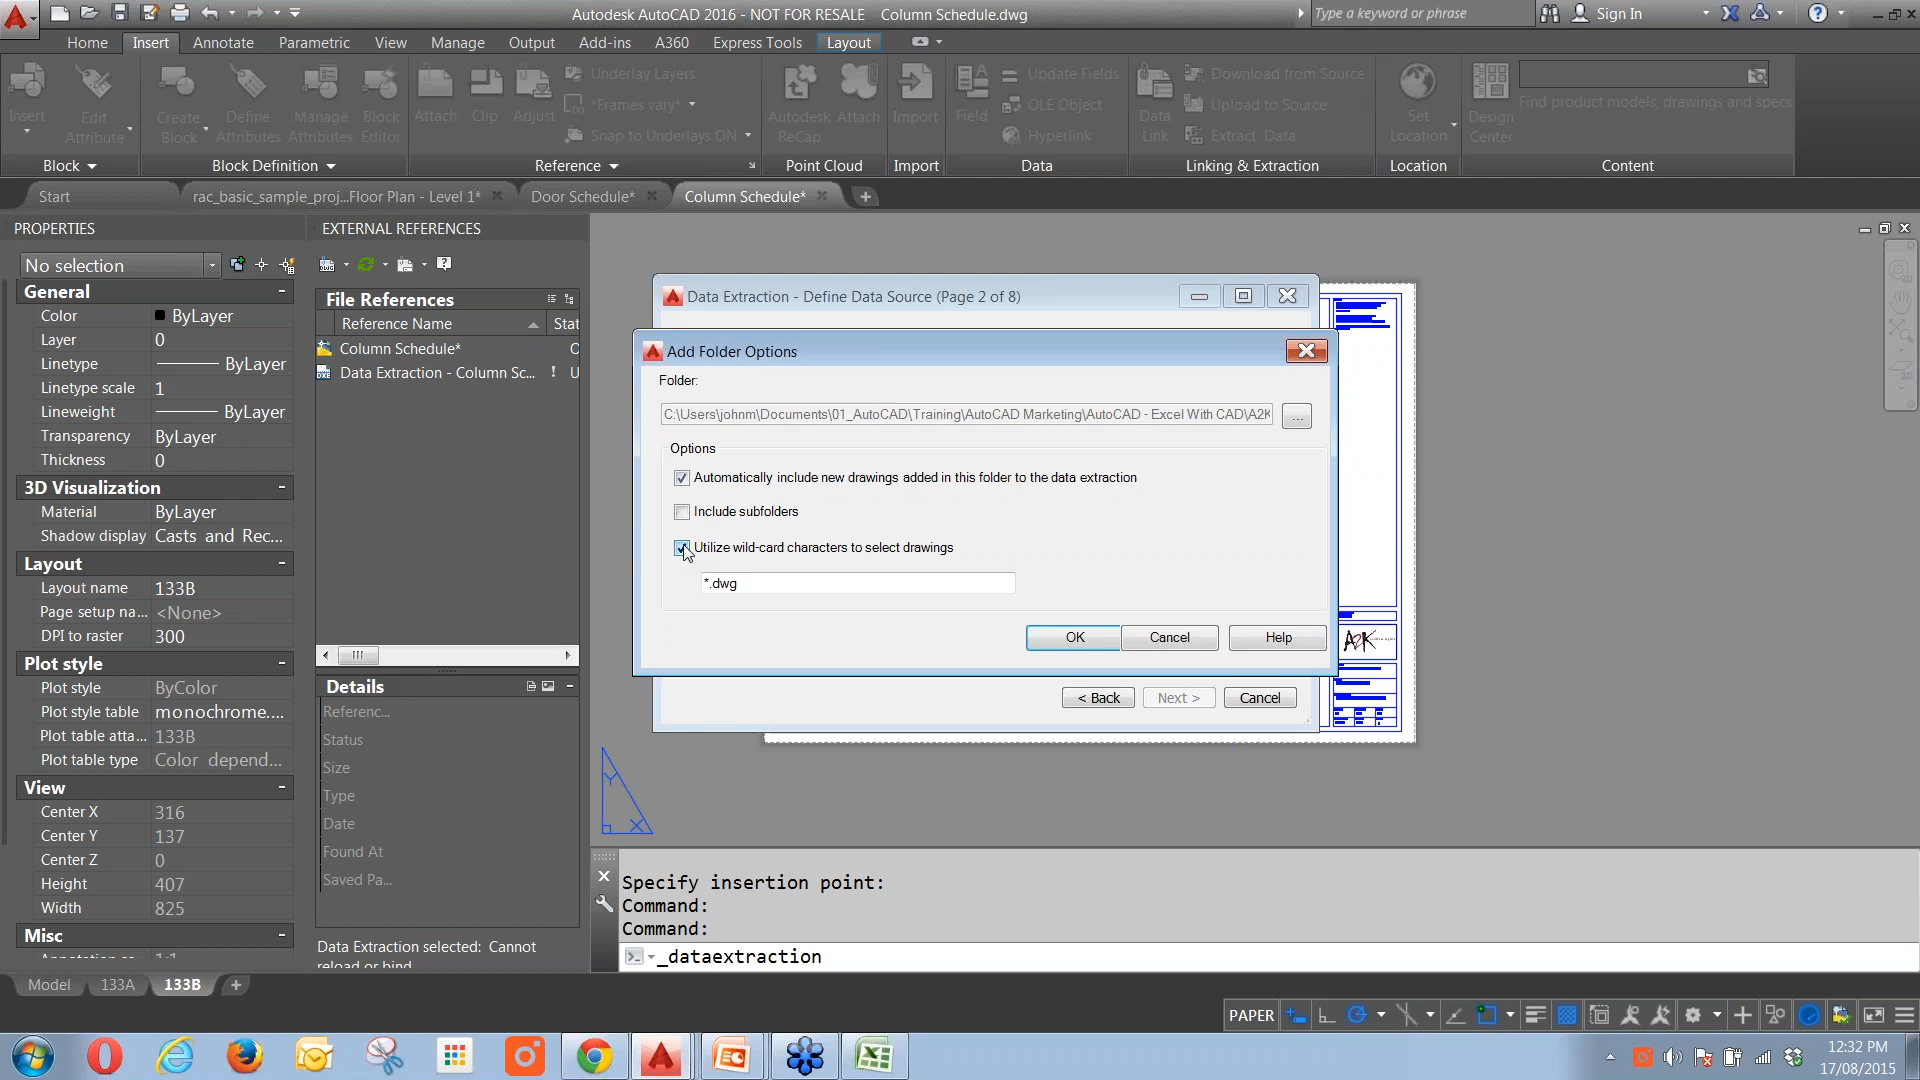 Autodesk AutoCAD 2016 - NOT FOR RESALE Column Schedule.dwg
Type a keyword or phrase
Sign In
Home Insert Annotate Parametric View Manage Output Add-ins A360 Express Tools Layout
Insert
Edit Attribute
Create Block
Define Attributes
Manage Attributes
Block Editor
Attach
Clip
Adjust
Underlay Layers
*Frames vary*
Snap to Underlays ON
Autodesk ReCap
Attach
Import
Field
Update Fields
OLE Object
Hyperlink
Data Link
Download from Source
Upload to Source
Extract Data
Set Location
Design Center
Find product models, drawings and specs
Block Block Definition Reference Point Cloud Import Data Linking & Extraction Location Content
Start rac_basic_sample_proj...Floor Plan - Level 1* Door Schedule* Column Schedule*
PROPERTIES
No selection
General
Color ByLayer
Layer 0
Linetype ByLayer
Linetype scale 1
Lineweight ByLayer
Transparency ByLayer
Thickness 0
3D Visualization
Material ByLayer
Shadow display Casts and Rec...
Layout
Layout name 133B
Page setup na... <None>
DPI to raster 300
Plot style
Plot style ByColor
Plot style table monochrome....
Plot table atta... 133B
Plot table type Color depend...
View
Center X 316
Center Y 137
Center Z 0
Height 407
Width 825
Misc
EXTERNAL REFERENCES
File References
Reference Name Stat
Column Schedule* O
Data Extraction - Column Sc... ! U
Details
Referenc...
Status
Size
Type
Date
Found At
Saved Pa...
Data Extraction selected: Cannot
reload or bind
Data Extraction - Define Data Source (Page 2 of 8)
Add Folder Options
Folder:
C:\Users\johnm\Documents\01_AutoCAD\Training\AutoCAD Marketing\AutoCAD - Excel With CAD\A2K
...
Options
Automatically include new drawings added in this folder to the data extraction
Include subfolders
Utilize wild-card characters to select drawings
*.dwg
OK Cancel Help
< Back Next > Cancel
A2K
Y
X
Specify insertion point:
Command:
Command:
_dataextraction
Model 133A 133B +
PAPER
12:32 PM
17/08/2015